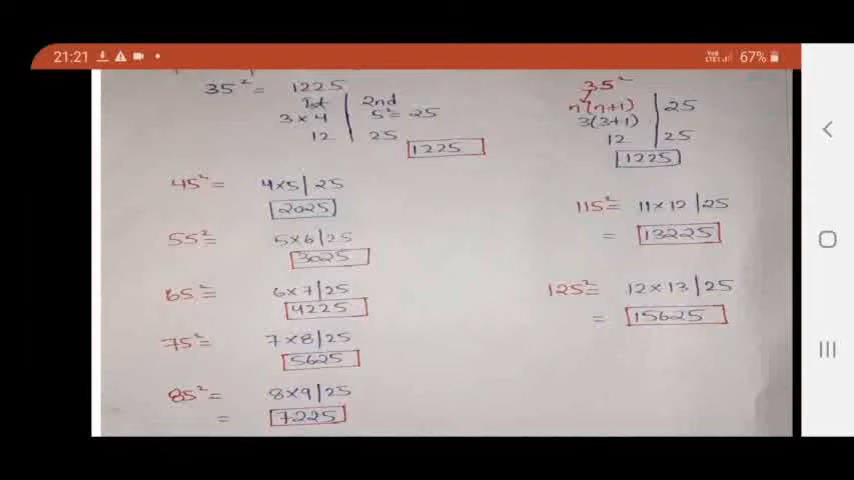 21:21
67%
35² = 1225
Ist | 2nd
3 × 4 | 5² = 25
12 | 25
1225
45² = 4×5 | 25
2025
55² = 5×6 | 25
3025
65² = 6×7 | 25
4225
75² = 7×8 | 25
5625
85² = 8×9 | 25
= 7225
35²
n(n+1) | 25
3(3+1)
12 | 25
1225
115² = 11×12 | 25
= 13225
125² = 12×13 | 25
= 15625